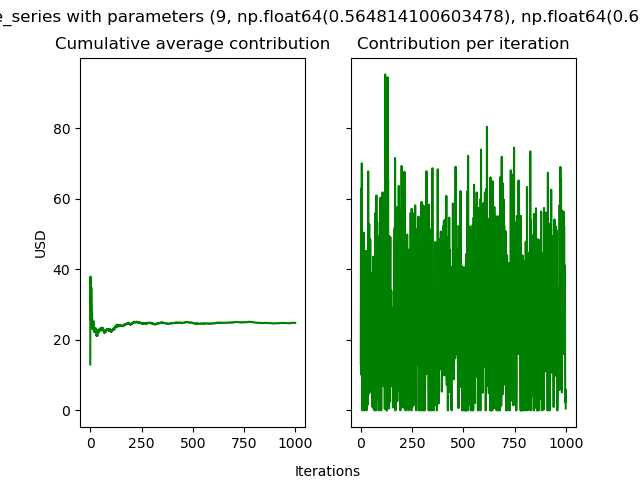 e_series with parameters (9, np.float64(0.564814100603478), np.float64(0.6
Cumulative average contribution
Contribution per iteration
USD
80
60
40
20
0
0 250 500 750 1000
0 250 500 750 1000
Iterations